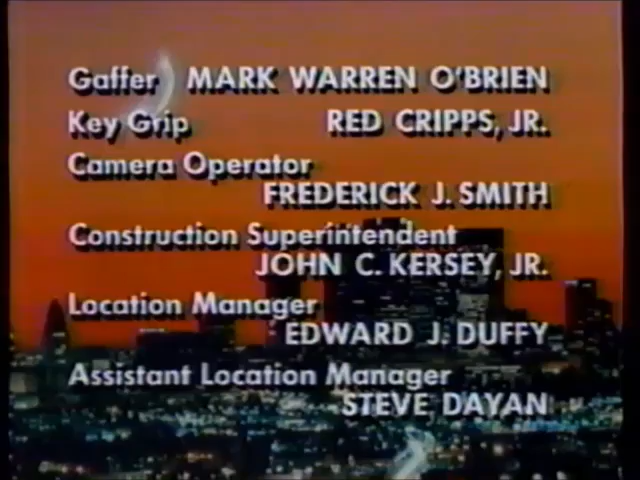 Gaffer MARK WARREN O'BRIEN
Key Grip RED CRIPPS, JR.
Camera Operator
FREDERICK J. SMITH
Construction Superintendent
JOHN C. KERSEY, JR.
Location Manager
EDWARD J. DUFFY
Assistant Location Manager
STEVE DAYAN